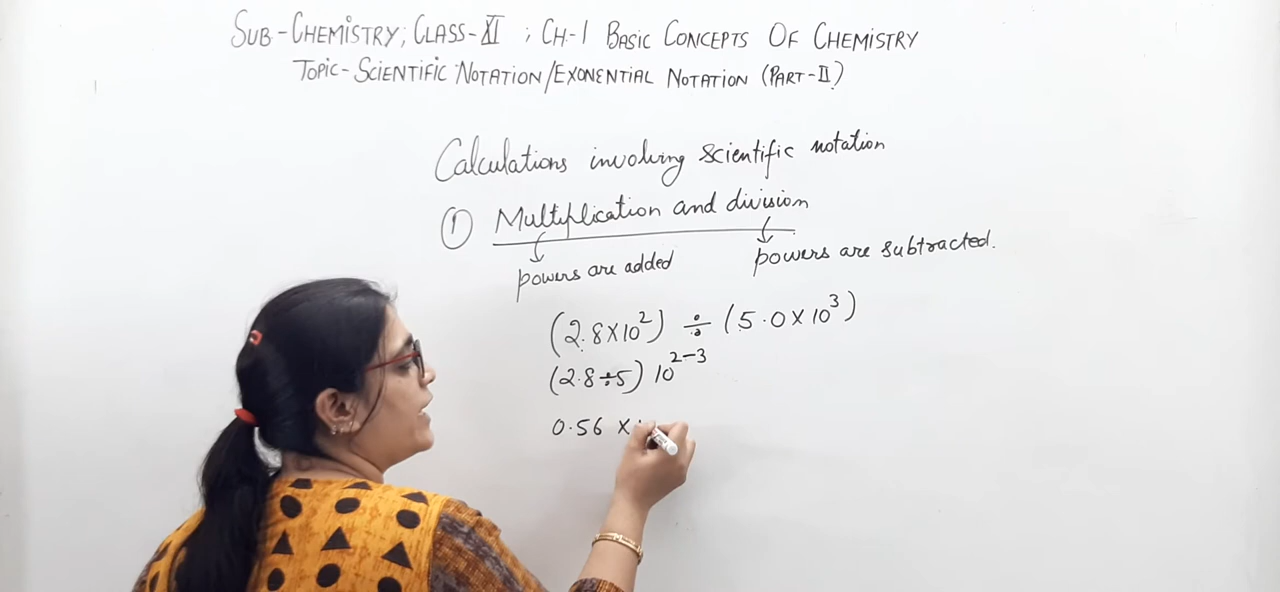 SUB-CHEMISTRY; CLASS-XI ; CH-1 BASIC CONCEPTS OF CHEMISTRY
TOPIC-SCIENTIFIC NOTATION/EXONENTIAL NOTATION (PART-II)
Calculations involving scientific notation
① Multiplication and division
powers are added powers are subtracted.
(2.8×10²) ÷ (5.0×10³)
(2.8÷5) 10²⁻³
0.56 ×